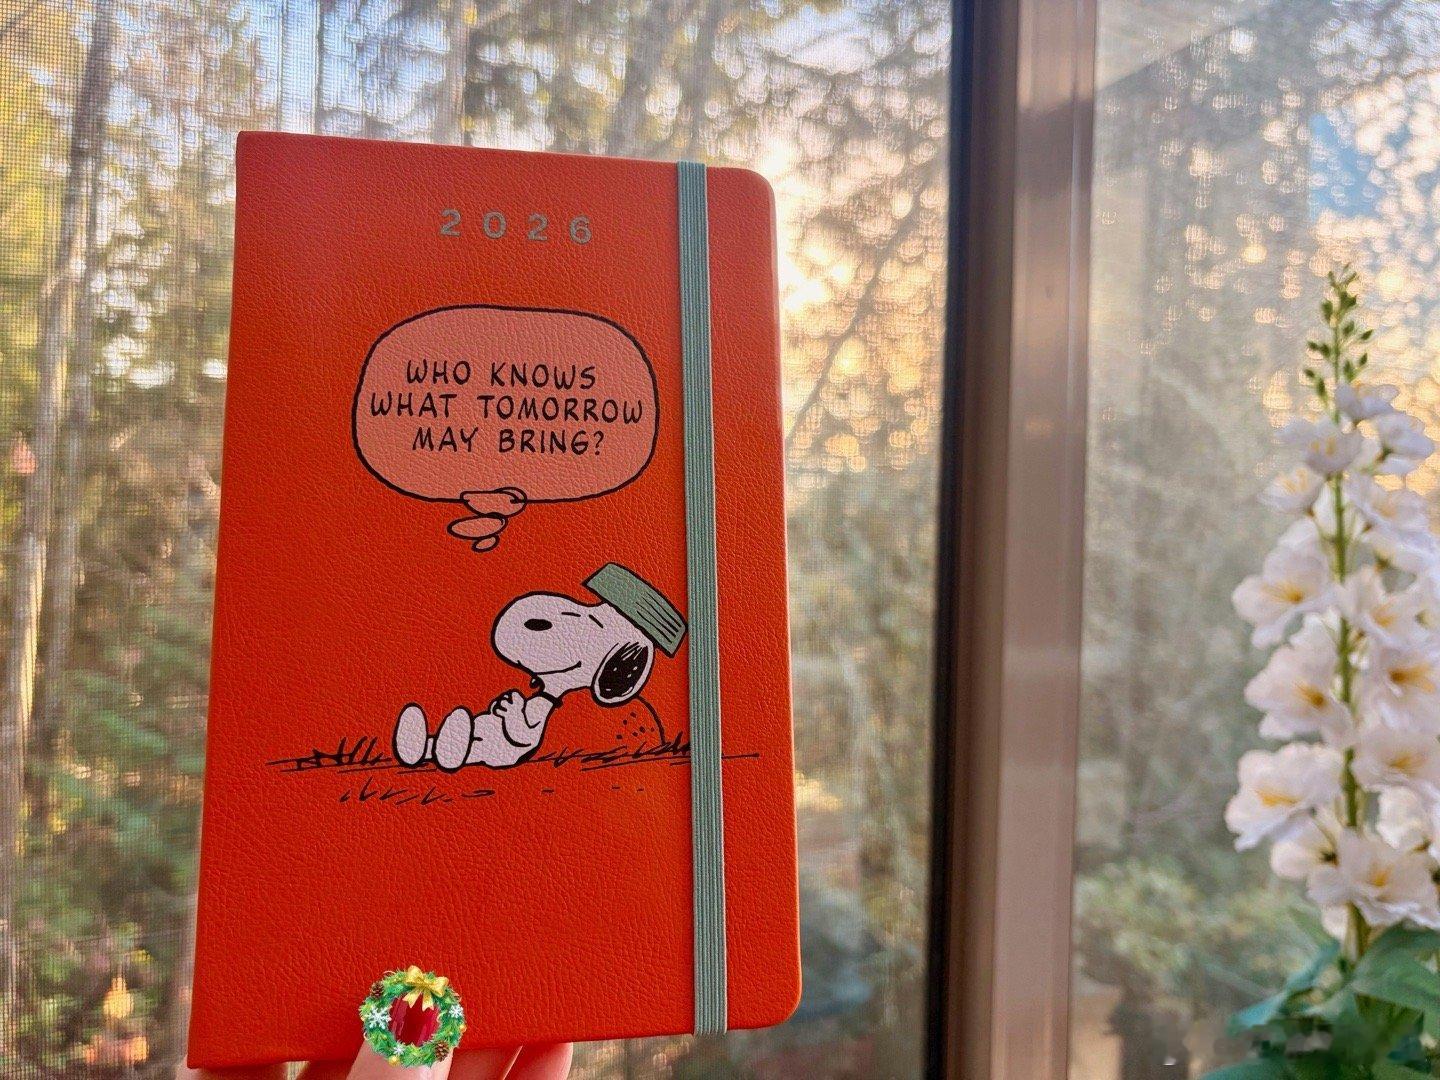 2026
WHO KNOWS
WHAT TOMORROW
MAY BRING?